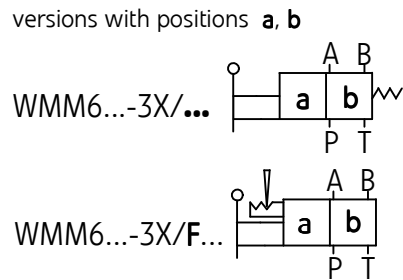 versions with positions a, b
A B
WMM6...-3X/...
a b
P T
A B
WMM6...-3X/F...
a b
P T